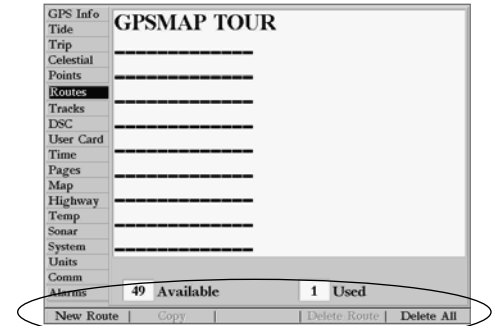 GPS Info
Tide
Trip
Celestial
Points
Routes
Tracks
DSC
User Card
Time
Pages
Map
Highway
Temp
Sonar
System
Units
Comm
Alarms
GPSMAP TOUR
49 Available 1 Used
New Route | Copy | | Delete Route | Delete All